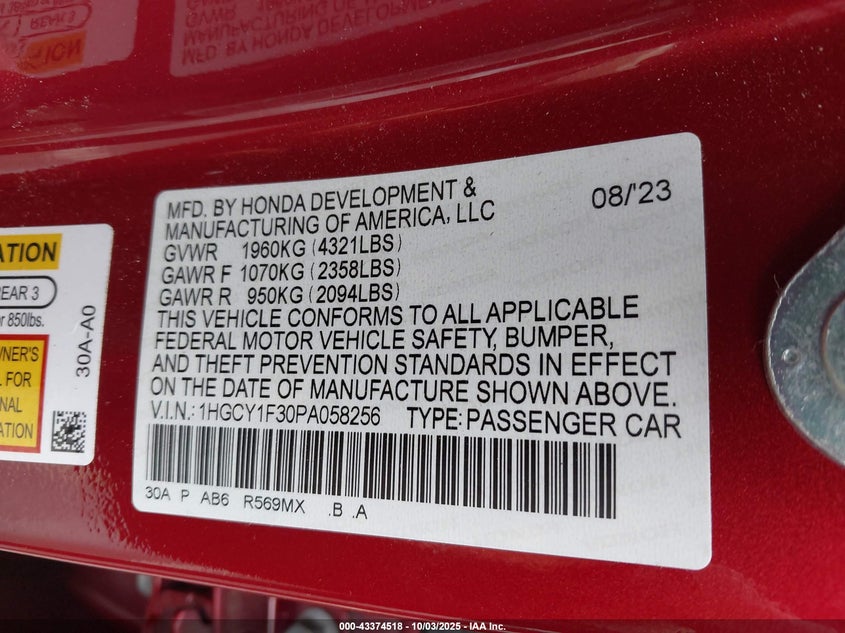 MFD. BY HONDA DEVELOPMENT &
MANUFACTURING OF AMERICA, LLC
08/'23
GVWR 1960KG (4321LBS)
GAWR F 1070KG (2358LBS)
GAWR R 950KG (2094LBS)
THIS VEHICLE CONFORMS TO ALL APPLICABLE
FEDERAL MOTOR VEHICLE SAFETY, BUMPER,
AND THEFT PREVENTION STANDARDS IN EFFECT
ON THE DATE OF MANUFACTURE SHOWN ABOVE.
V.I.N.: 1HGCY1F30PA058256 TYPE: PASSENGER CAR
30A P AB6 R569MX .B .A
ATION
REAR 3
or 850lbs.
WNER'S
L FOR
ONAL
ATION
30A-A0
000-43374518 - 10/03/2025 - IAA Inc.